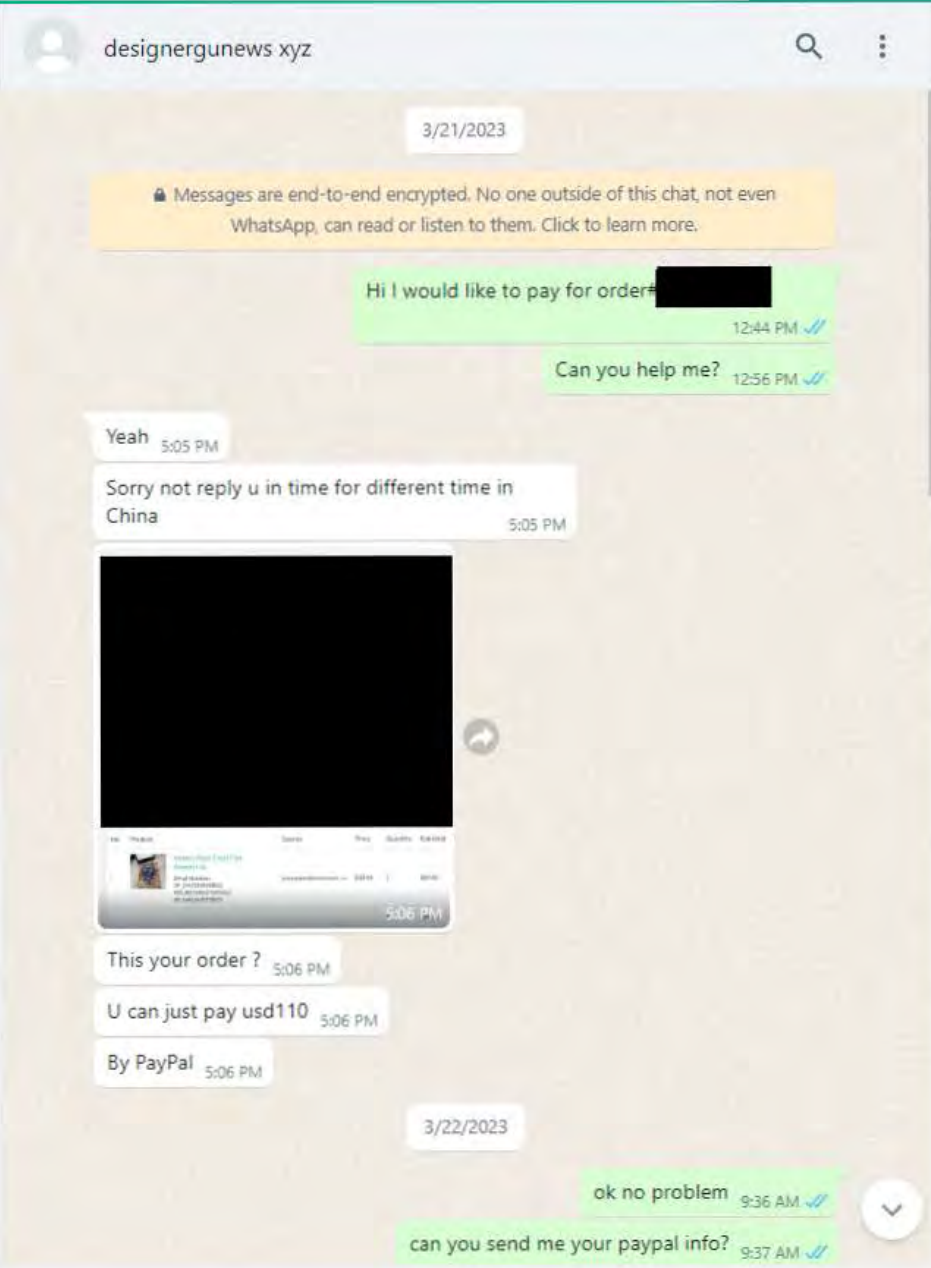 designergunews xyz
3/21/2023
Messages are end-to-end encrypted. No one outside of this chat, not even
WhatsApp, can read or listen to them. Click to learn more.
Hi I would like to pay for order#
12:44 PM
Can you help me? 12:56 PM
Yeah 5:05 PM
Sorry not reply u in time for different time in
China
5:05 PM
Product Price Quantity
5:06 PM
This your order ? 5:06 PM
U can just pay usd110 5:06 PM
By PayPal 5:06 PM
3/22/2023
ok no problem 9:36 AM
can you send me your paypal info? 9:37 AM